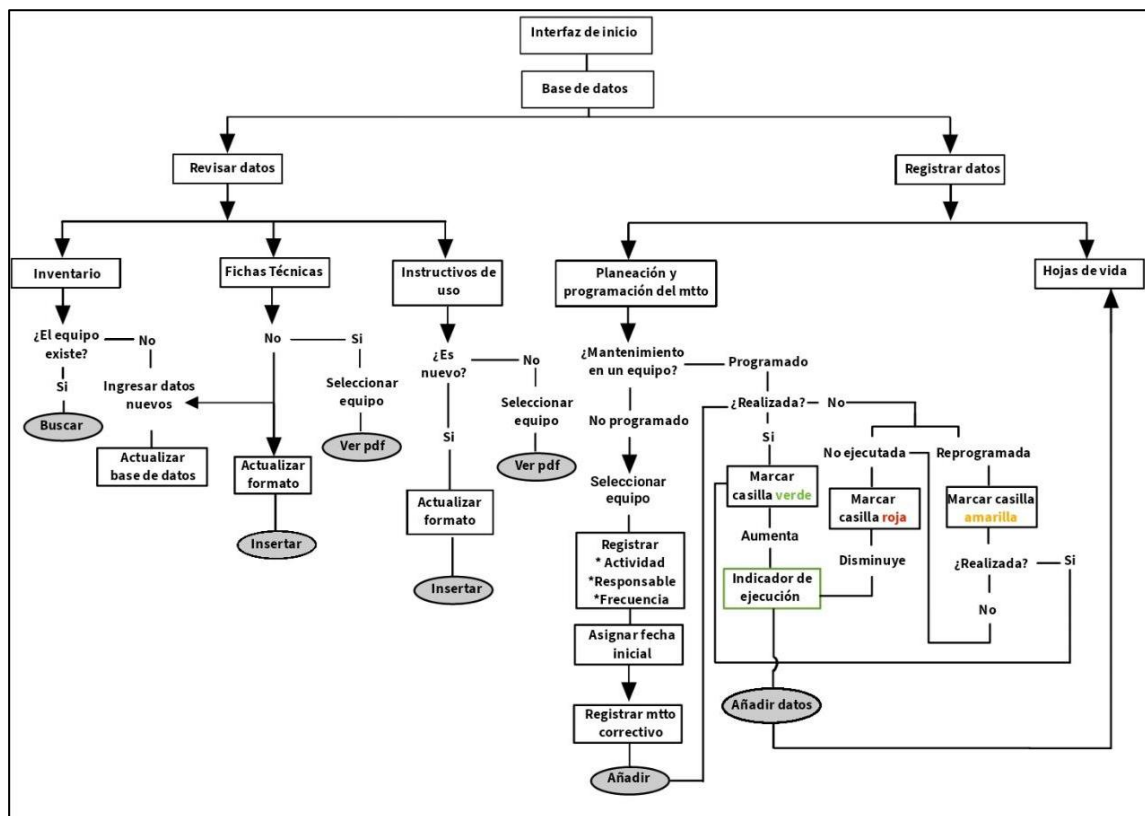 Interfaz de inicio
Base de datos
Revisar datos
Registrar datos
Inventario
Fichas Técnicas
Instructivos de
uso
Planeación y
programación del mtto
Hojas de vida
¿El equipo
existe?
No
Si
Ingresar datos
nuevos
Buscar
Actualizar
base de datos
No
Si
Seleccionar
equipo
Ver pdf
Actualizar
formato
Insertar
¿Es
nuevo?
No
Seleccionar
equipo
Ver pdf
Si
Actualizar
formato
Insertar
¿Mantenimiento
en un equipo?
Programado
No programado
Seleccionar
equipo
Registrar
* Actividad
*Responsable
*Frecuencia
Asignar fecha
inicial
Registrar mtto
correctivo
Añadir
¿Realizada?
No
Si
Marcar
casilla verde
Aumenta
Indicador de
ejecución
Añadir datos
No ejecutada
Marcar
casilla roja
Disminuye
Reprogramada
Marcar casilla
amarilla
¿Realizada?
Si
No